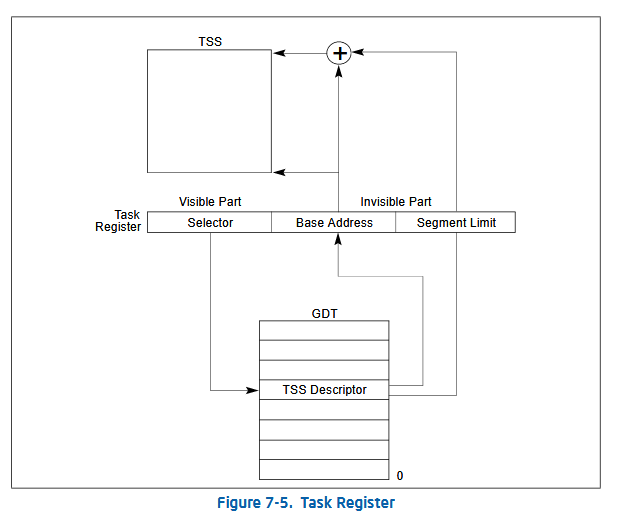 TSS
+
Visible Part
Invisible Part
Task
Register
Selector
Base Address
Segment Limit
GDT
TSS Descriptor
0
Figure 7-5. Task Register